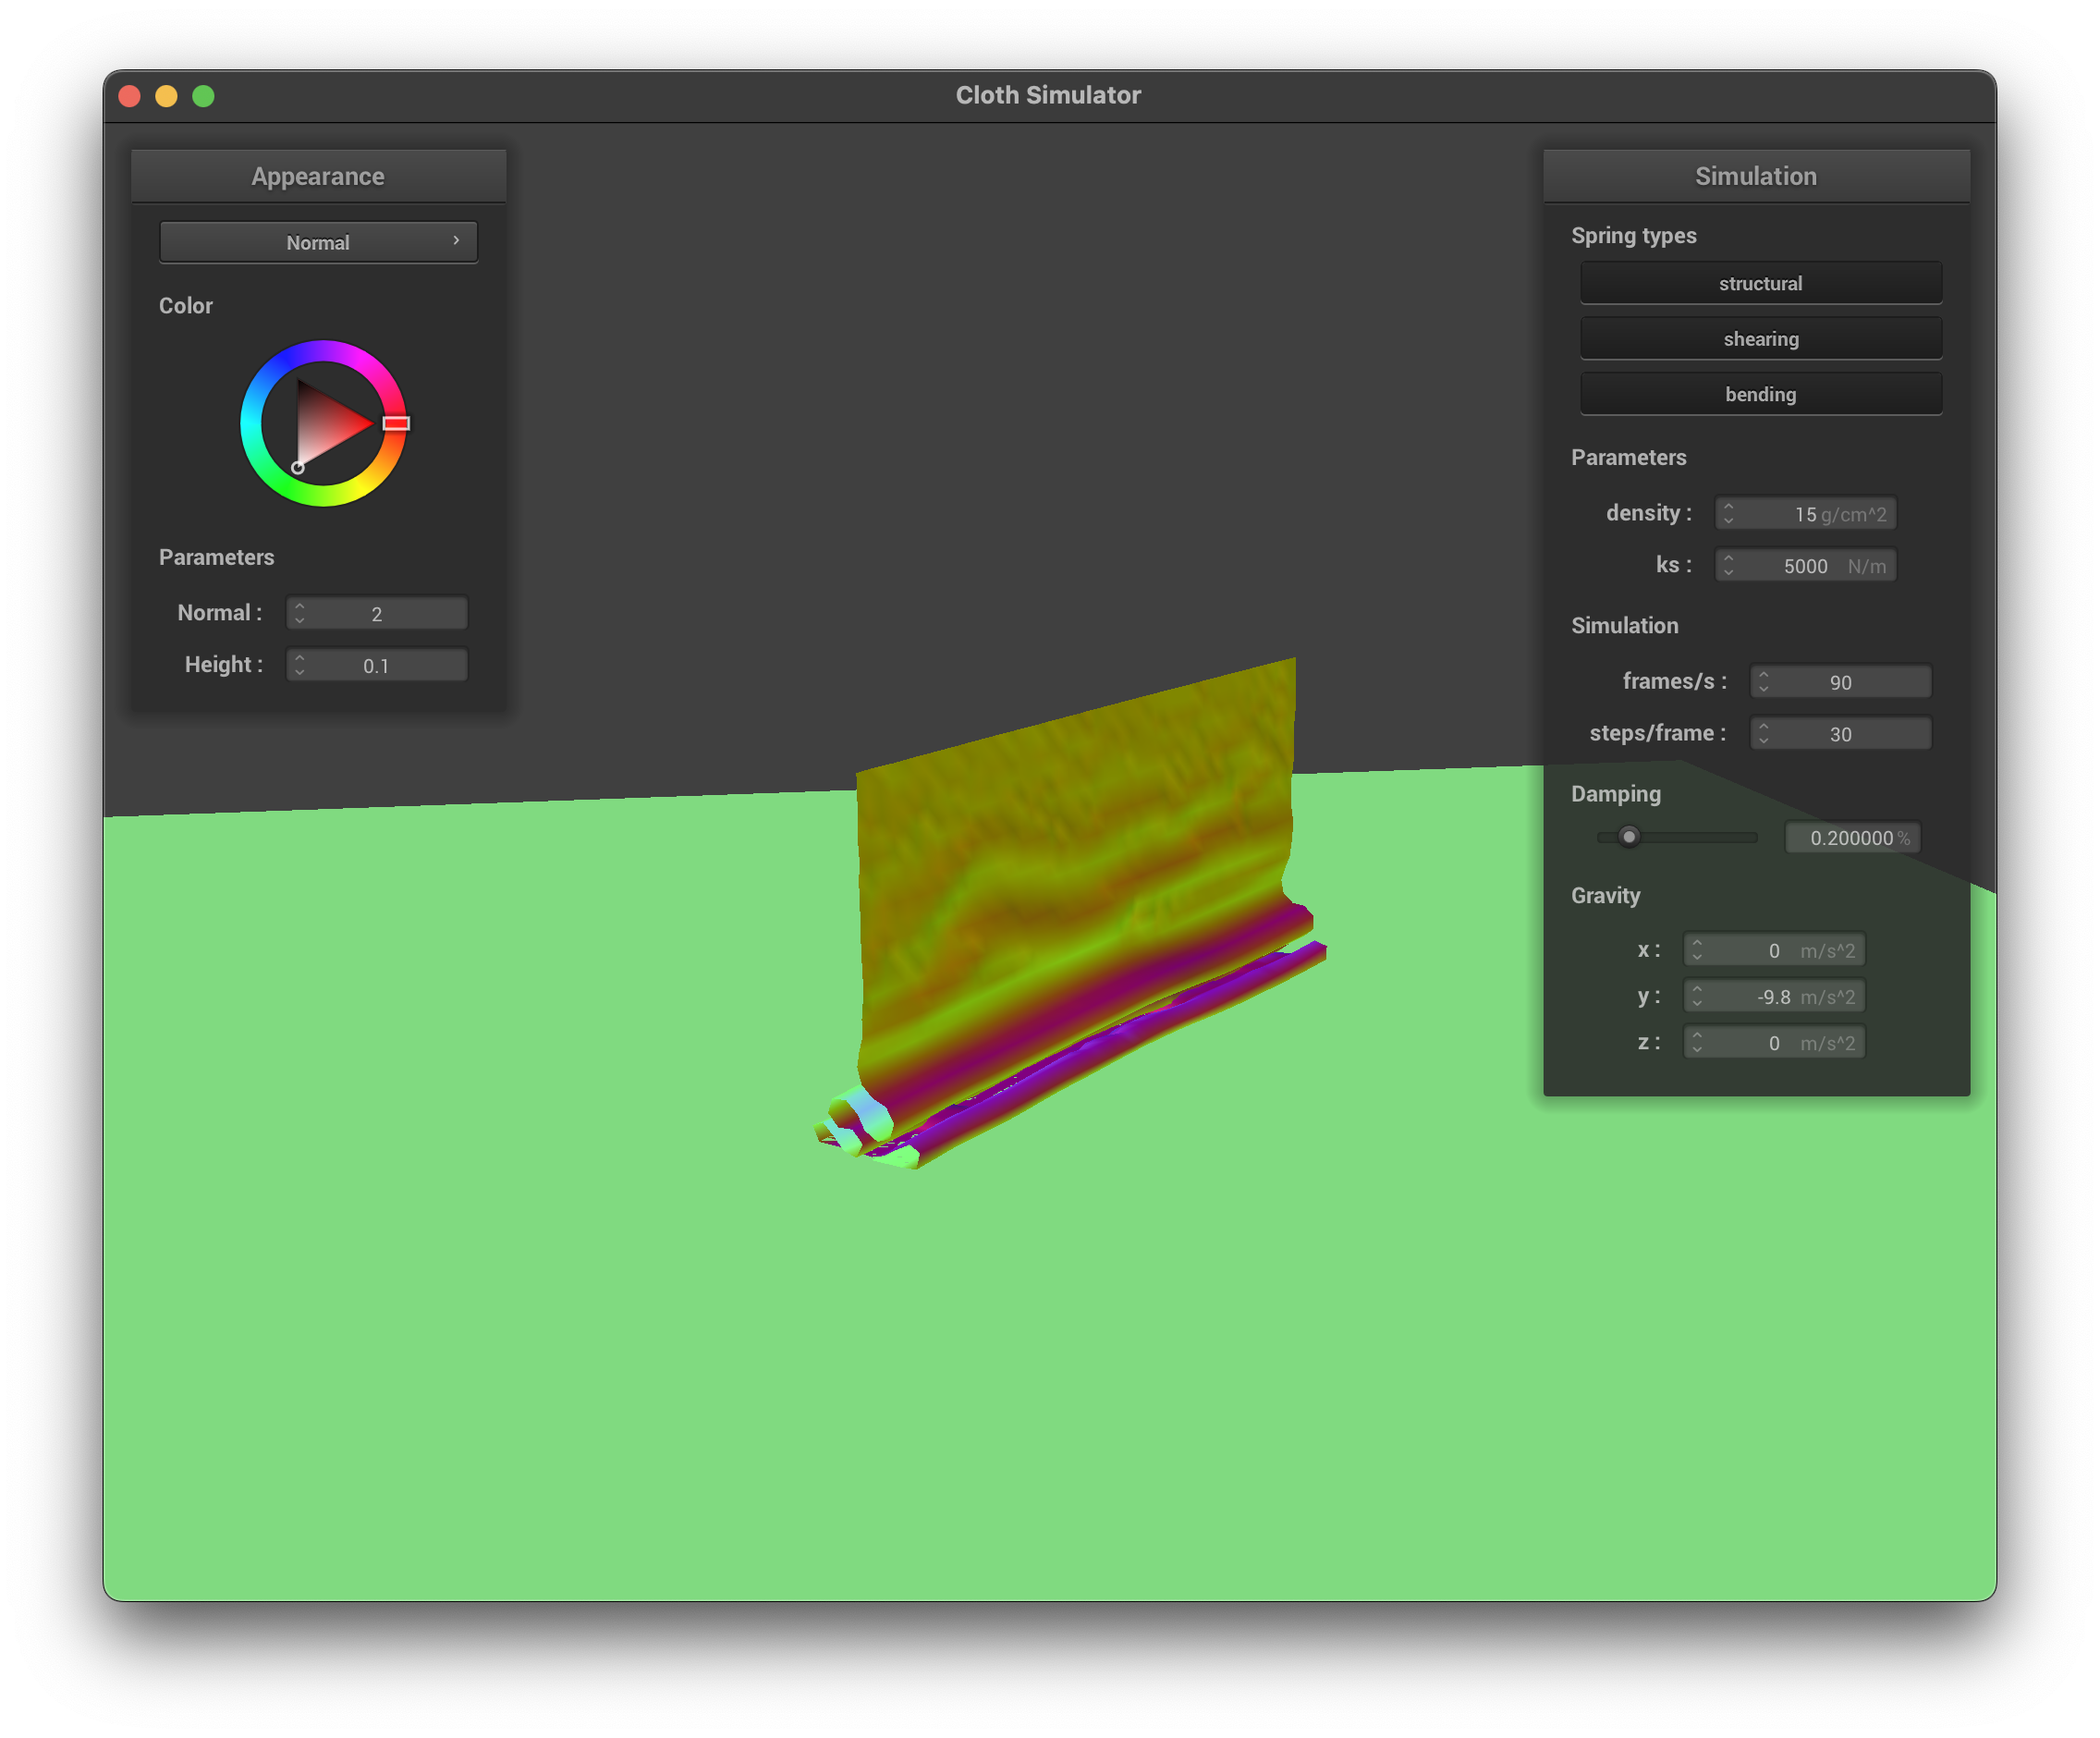 Cloth Simulator
Appearance
Normal
Color
Parameters
Normal : 2
Height : 0.1
Simulation
Spring types
structural
shearing
bending
Parameters
density : 15 g/cm^2
ks : 5000 N/m
Simulation
frames/s : 90
steps/frame : 30
Damping
0.200000 %
Gravity
x : 0 m/s^2
y : -9.8 m/s^2
z : 0 m/s^2